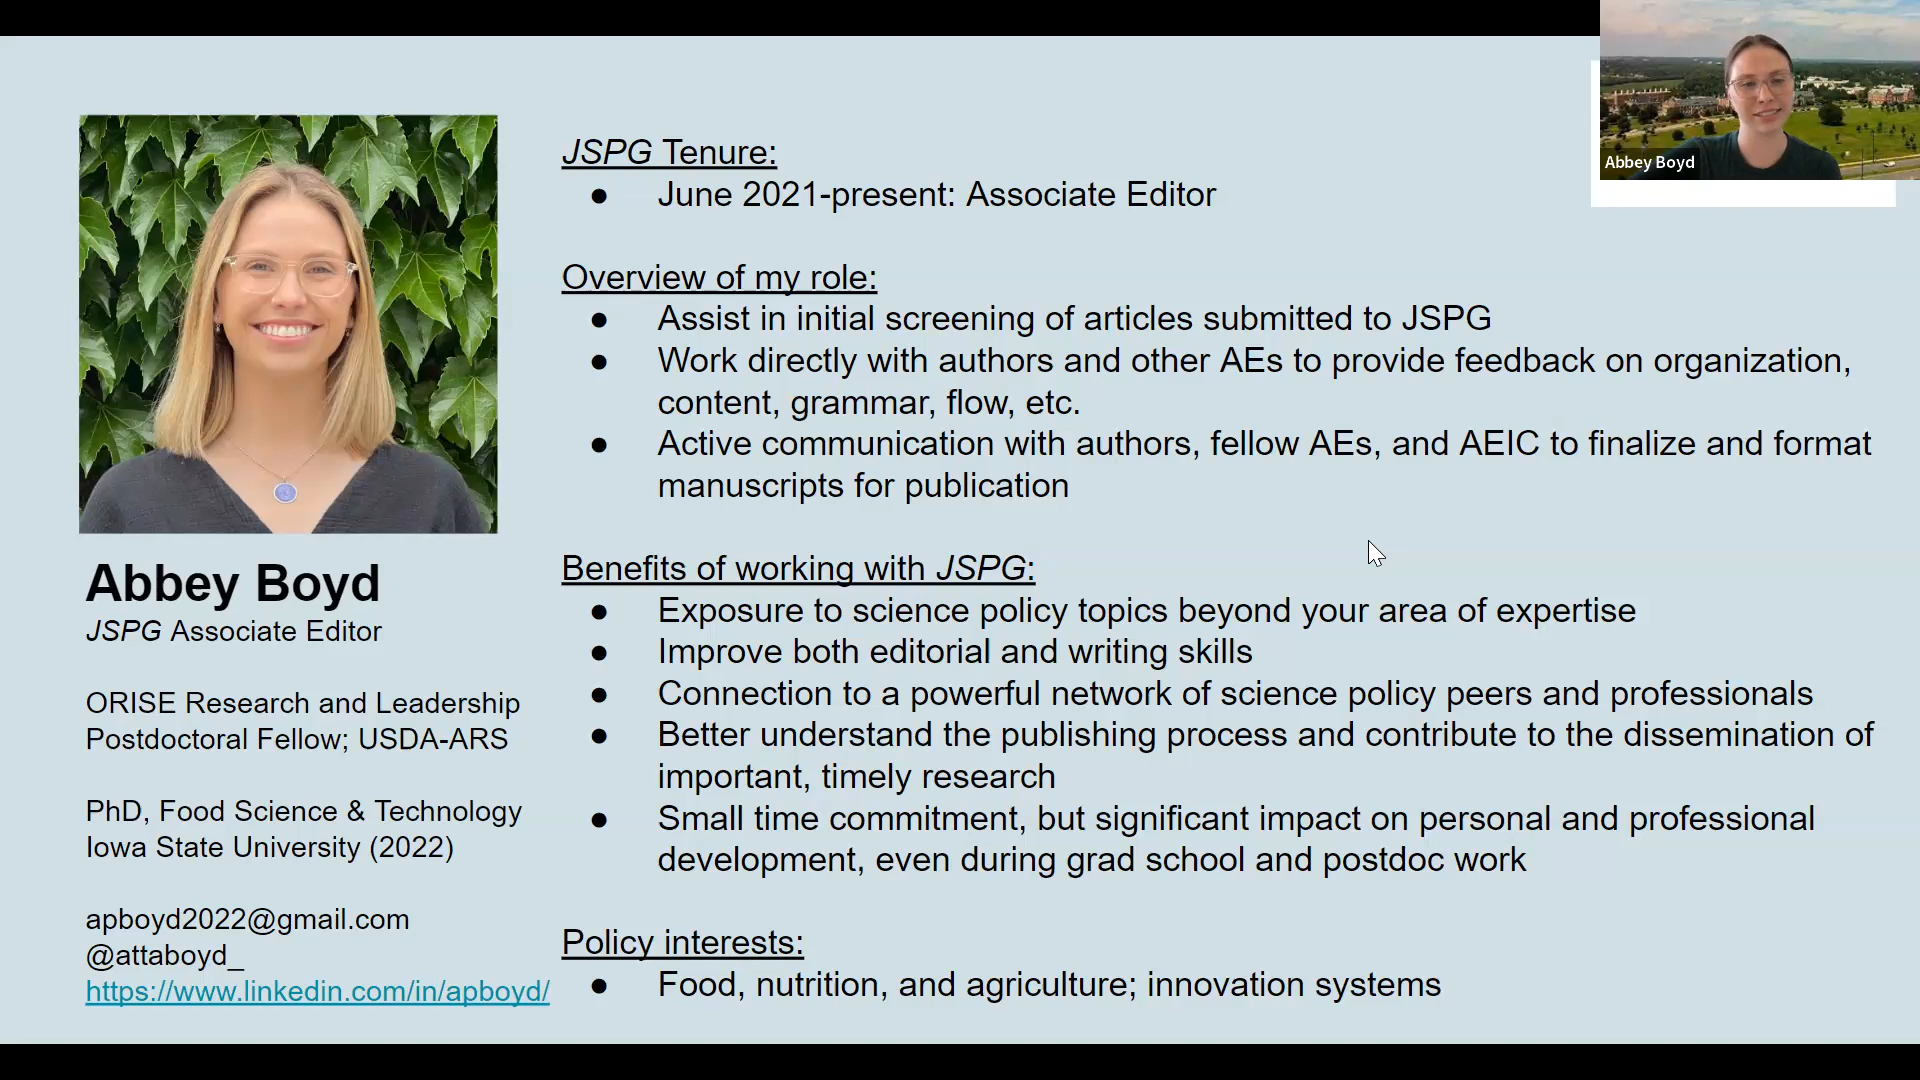 Abbey Boyd
JSPG Tenure:
● June 2021-present: Associate Editor
Overview of my role:
● Assist in initial screening of articles submitted to JSPG
● Work directly with authors and other AEs to provide feedback on organization,
content, grammar, flow, etc.
● Active communication with authors, fellow AEs, and AEIC to finalize and format
manuscripts for publication
Benefits of working with JSPG:
● Exposure to science policy topics beyond your area of expertise
● Improve both editorial and writing skills
● Connection to a powerful network of science policy peers and professionals
● Better understand the publishing process and contribute to the dissemination of
important, timely research
● Small time commitment, but significant impact on personal and professional
development, even during grad school and postdoc work
Policy interests:
● Food, nutrition, and agriculture; innovation systems
Abbey Boyd
JSPG Associate Editor
ORISE Research and Leadership
Postdoctoral Fellow; USDA-ARS
PhD, Food Science & Technology
Iowa State University (2022)
apboyd2022@gmail.com
@attaboyd_
https://www.linkedin.com/in/apboyd/